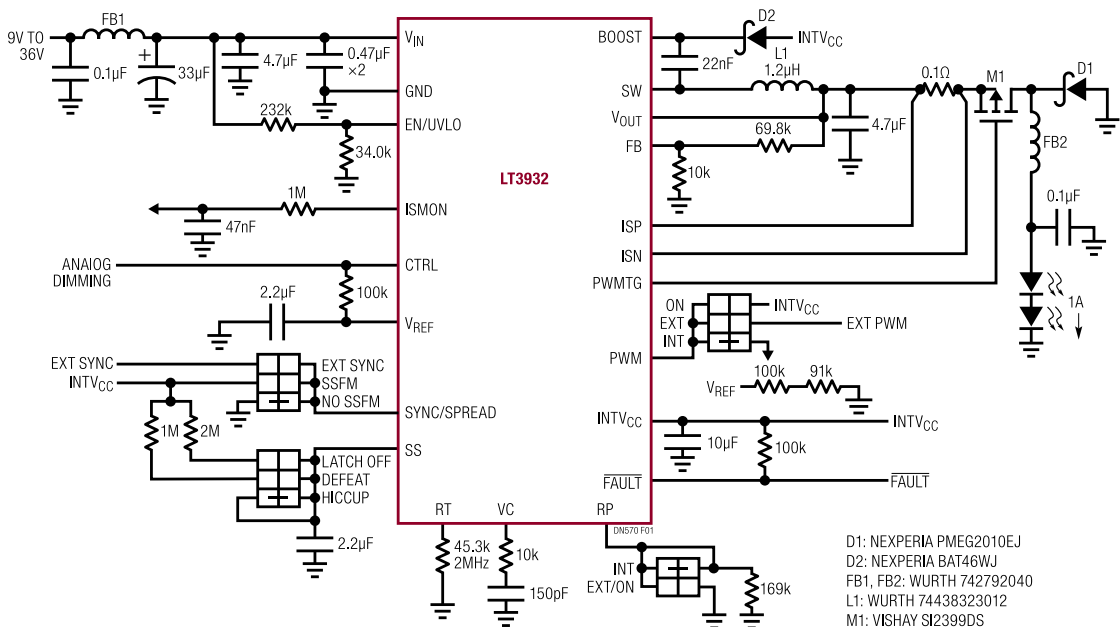 9V TO
36V
FB1
0.1µF
+
33µF
4.7µF
0.47µF
×2
232k
34.0k
VIN
GND
EN/UVLO
1M
ISMON
47nF
ANAIOG
DIMMING
CTRL
100k
2.2µF
VREF
EXT SYNC
INTVCC
EXT SYNC
SSFM
NO SSFM
SYNC/SPREAD
1M
2M
SS
LATCH OFF
DEFEAT
HICCUP
2.2µF
LT3932
RT
VC
RP
45.3k
2MHz
10k
150pF
DN570 F01
INT
EXT/ON
169k
BOOST
22nF
D2
INTVCC
SW
L1
1.2µH
VOUT
FB
69.8k
10k
4.7µF
0.1Ω
M1
D1
FB2
0.1µF
1A
ISP
ISN
PWMTG
ON
EXT
INT
INTVCC
EXT PWM
PWM
VREF
100k
91k
INTVCC
10µF
100k
INTVCC
FAULT
FAULT
D1: NEXPERIA PMEG2010EJ
D2: NEXPERIA BAT46WJ
FB1, FB2: WURTH 742792040
L1: WURTH 74438323012
M1: VISHAY SI2399DS